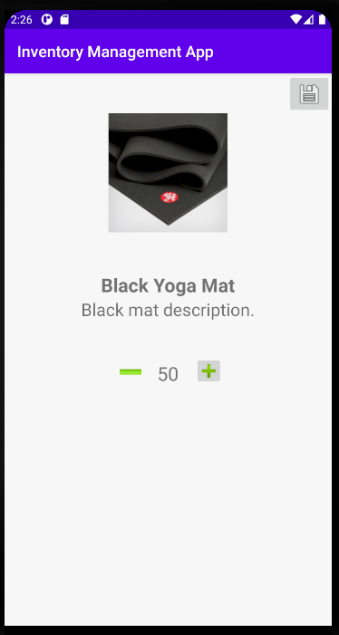 2:26
Inventory Management App
Black Yoga Mat
Black mat description.
50